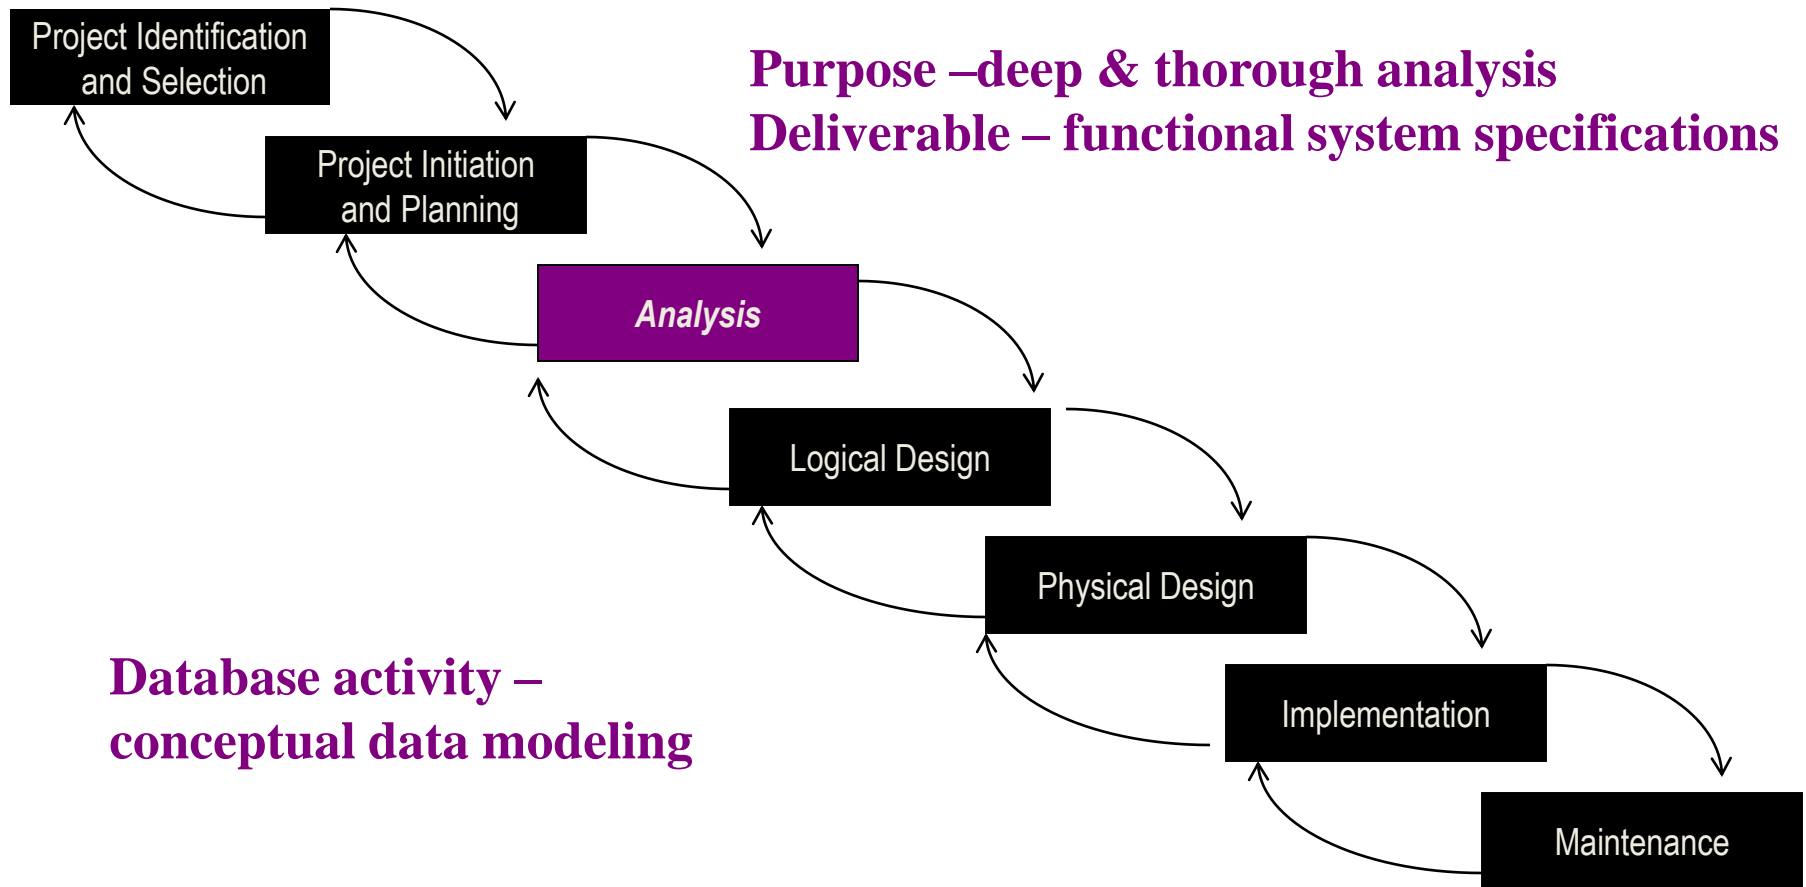 Project Identification
and Selection
Purpose –deep & thorough analysis
Deliverable – functional system specifications
Project Initiation
and Planning
Analysis
Logical Design
Physical Design
Database activity –
conceptual data modeling
Implementation
Maintenance